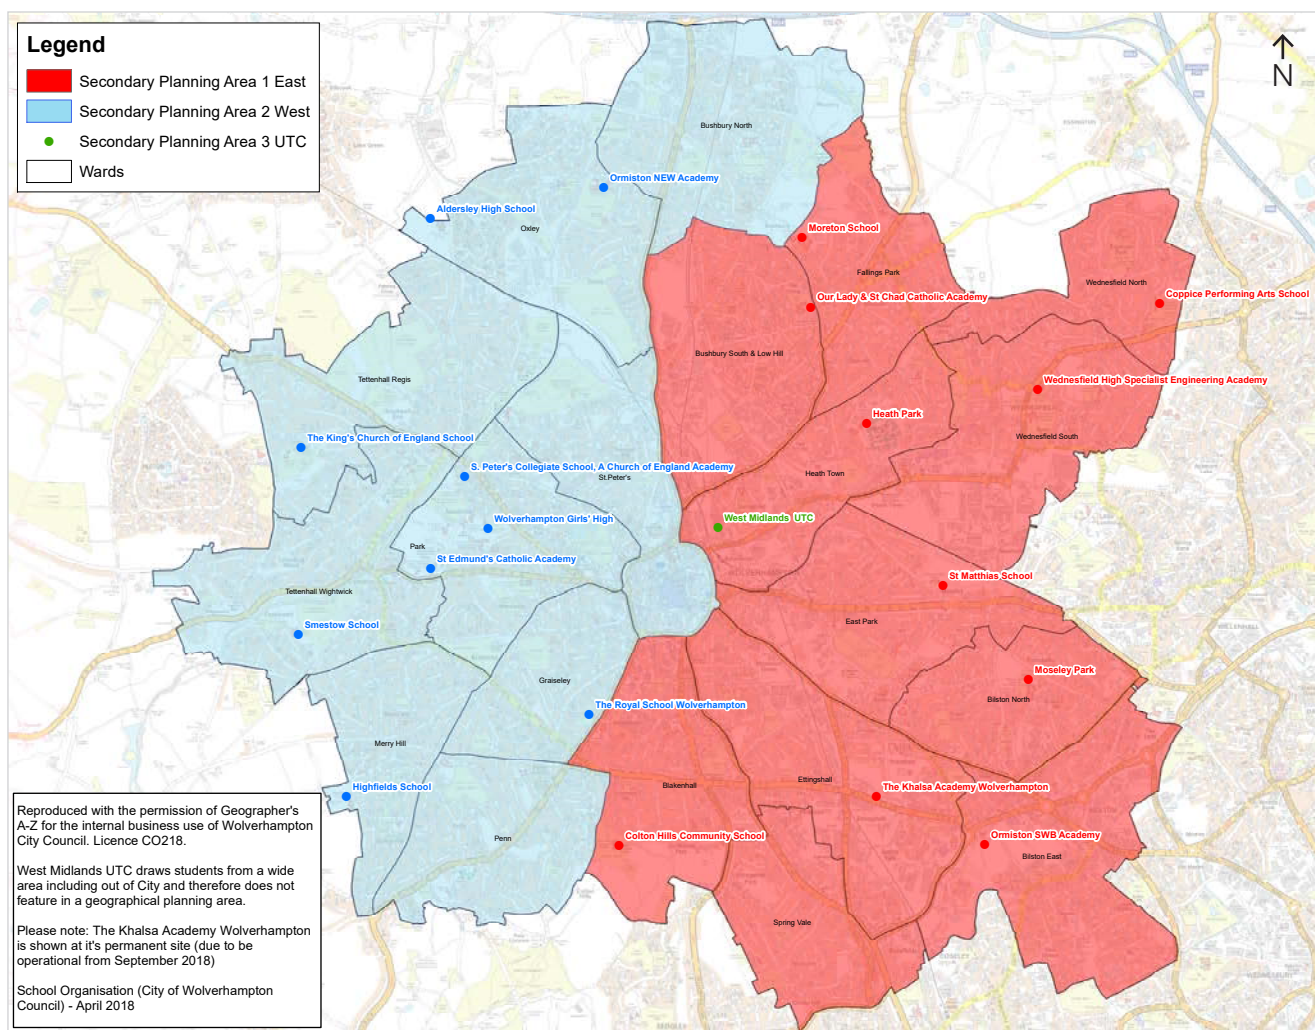 Legend
Secondary Planning Area 1 East
Secondary Planning Area 2 West
Secondary Planning Area 3 UTC
Wards
N
Bushbury North
Ormiston NEW Academy
Aldersley High School
Oxley
Moreton School
Fallings Park
Wednesfield North
Coppice Performing Arts School
Our Lady & St Chad Catholic Academy
Bushbury South & Low Hill
Tettenhall Regis
Wednesfield High Specialist Engineering Academy
Heath Park
Wednesfield South
The King's Church of England School
S. Peter's Collegiate School, A Church of England Academy
St.Peter's
Heath Town
Wolverhampton Girls' High
West Midlands UTC
Park
St Edmund's Catholic Academy
St Matthias School
Tettenhall Wightwick
East Park
Smestow School
Moseley Park
Graiseley
Bilston North
The Royal School Wolverhampton
Merry Hill
Ettingshall
Blakenhall
Highfields School
The Khalsa Academy Wolverhampton
Colton Hills Community School
Ormiston SWB Academy
Penn
Bilston East
Spring Vale
Reproduced with the permission of Geographer's
A-Z for the internal business use of Wolverhampton
City Council. Licence CO218.
West Midlands UTC draws students from a wide
area including out of City and therefore does not
feature in a geographical planning area.
Please note: The Khalsa Academy Wolverhampton
is shown at it's permanent site (due to be
operational from September 2018)
School Organisation (City of Wolverhampton
Council) - April 2018